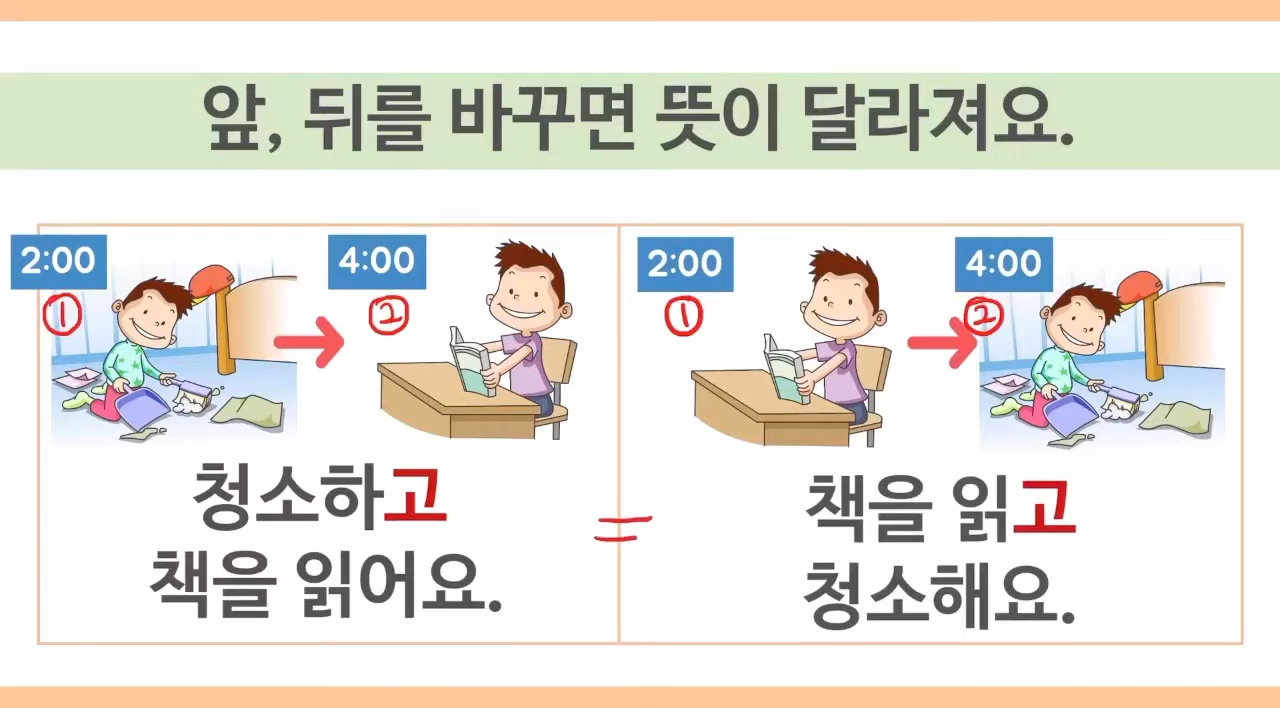 앞, 뒤를 바꾸면 뜻이 달라져요.
2:00
①
4:00
②
청소하고
책을 읽어요.
=
2:00
①
4:00
②
책을 읽고
청소해요.